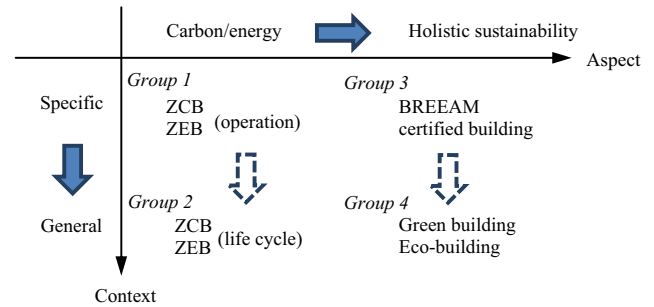 Carbon/energy Holistic sustainability
Aspect
Group 1 Group 3
Specific
ZCB
ZEB (operation)
BREEAM
certified building
Group 2 Group 4
General
ZCB
ZEB (life cycle)
Green building
Eco-building
Context